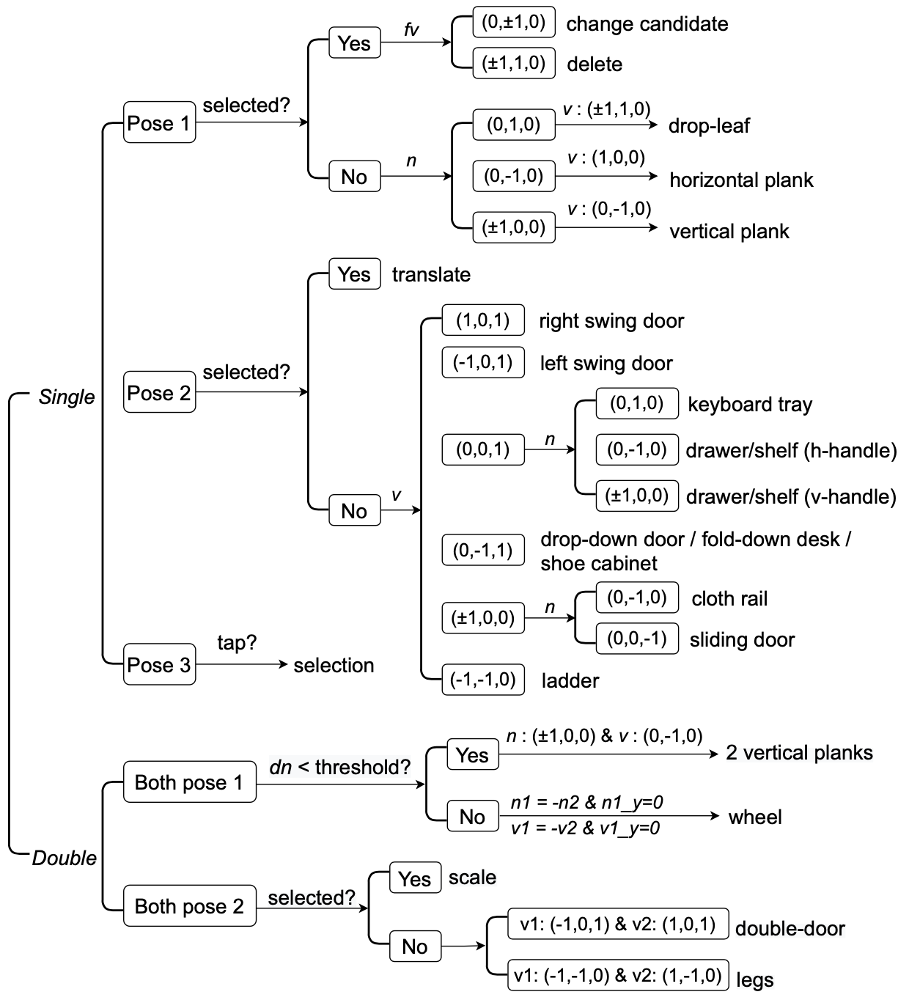 Single
Pose 1
selected?
Yes
fv
(0,±1,0) change candidate
(±1,1,0) delete
No
n
(0,1,0) v : (±1,1,0) drop-leaf
(0,-1,0) v : (1,0,0) horizontal plank
(±1,0,0) v : (0,-1,0) vertical plank
Pose 2
selected?
Yes translate
No
v
(1,0,1) right swing door
(-1,0,1) left swing door
(0,0,1)
n
(0,1,0) keyboard tray
(0,-1,0) drawer/shelf (h-handle)
(±1,0,0) drawer/shelf (v-handle)
(0,-1,1) drop-down door / fold-down desk /
shoe cabinet
(±1,0,0)
n
(0,-1,0) cloth rail
(0,0,-1) sliding door
(-1,-1,0) ladder
Pose 3
tap?
selection
Double
Both pose 1
dn < threshold?
Yes
n : (±1,0,0) & v : (0,-1,0)
2 vertical planks
No
n1 = -n2 & n1_y=0
v1 = -v2 & v1_y=0
wheel
Both pose 2
selected?
Yes scale
No
v1: (-1,0,1) & v2: (1,0,1) double-door
v1: (-1,-1,0) & v2: (1,-1,0) legs